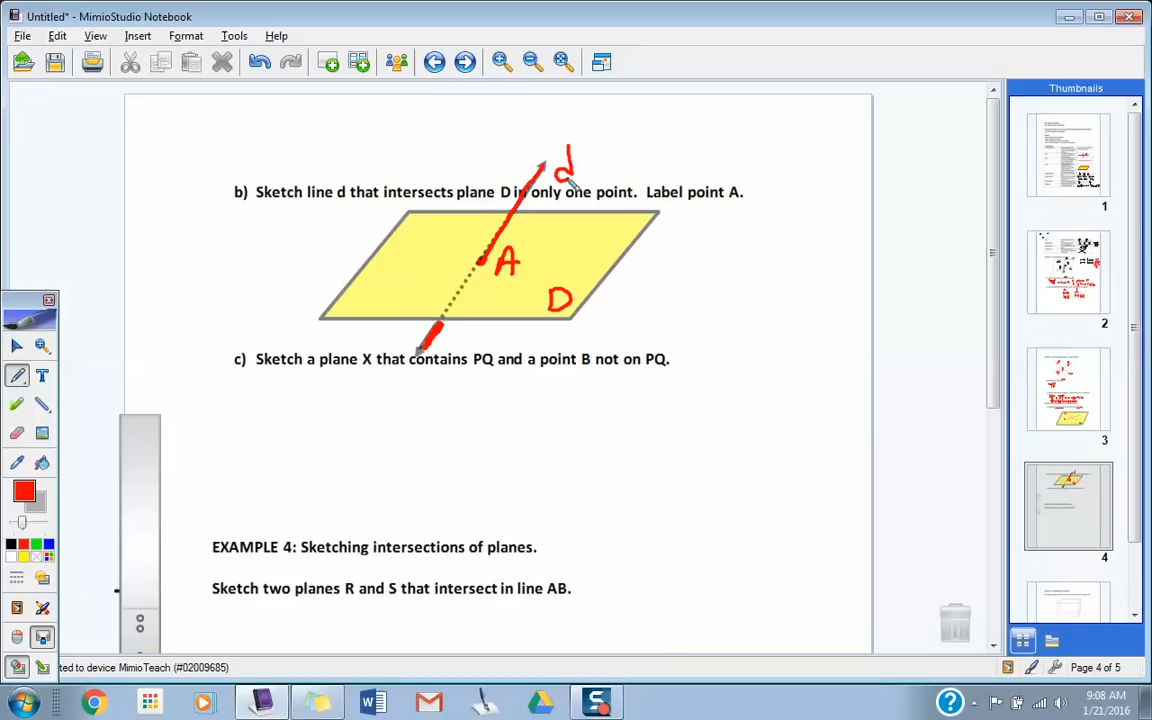 Untitled* - MimioStudio Notebook
File Edit View Insert Format Tools Help
Thumbnails
d
b) Sketch line d that intersects plane D in only one point. Label point A.
A
D
c) Sketch a plane X that contains PQ and a point B not on PQ.
EXAMPLE 4: Sketching intersections of planes.
Sketch two planes R and S that intersect in line AB.
1
2
3
4
ted to device MimioTeach (#02009685)
Page 4 of 5
9:08 AM
1/21/2016